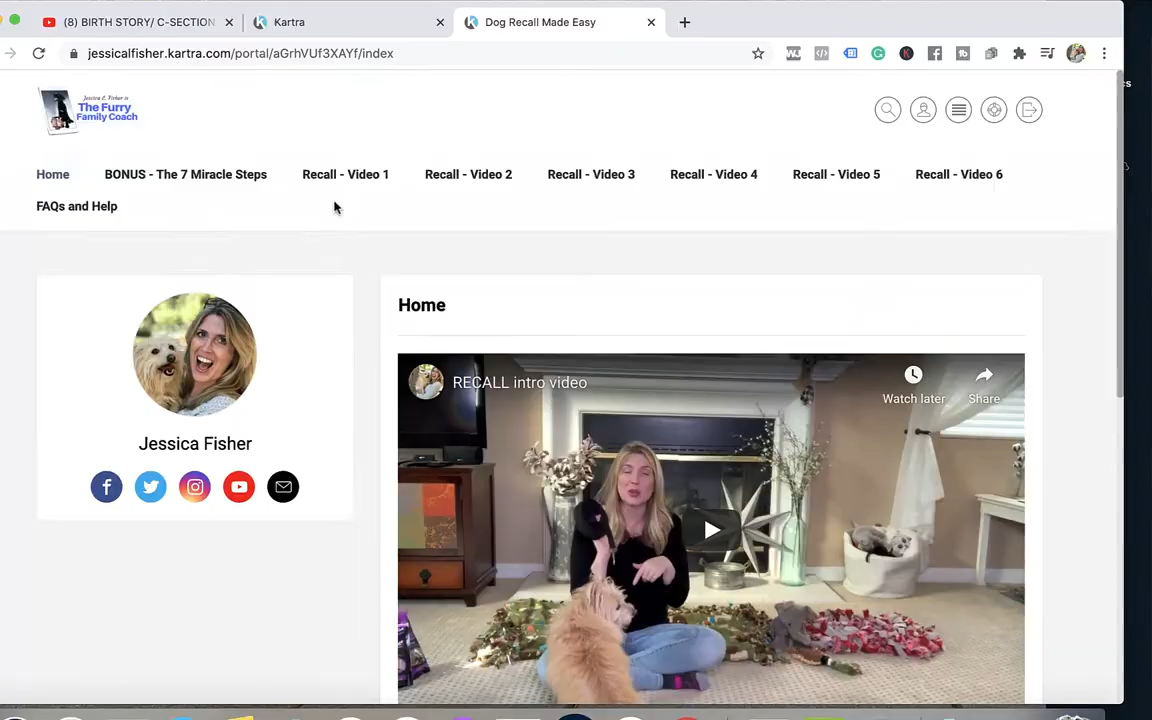 (8) BIRTH STORY/ C-SECTION
Kartra
Dog Recall Made Easy
jessicalfisher.kartra.com/portal/aGrhVUf3XAYf/index
Jessica L. Fisher is
The Furry
Family Coach
Home
BONUS - The 7 Miracle Steps
Recall - Video 1
Recall - Video 2
Recall - Video 3
Recall - Video 4
Recall - Video 5
Recall - Video 6
FAQs and Help
Jessica Fisher
Home
RECALL intro video
Watch later
Share